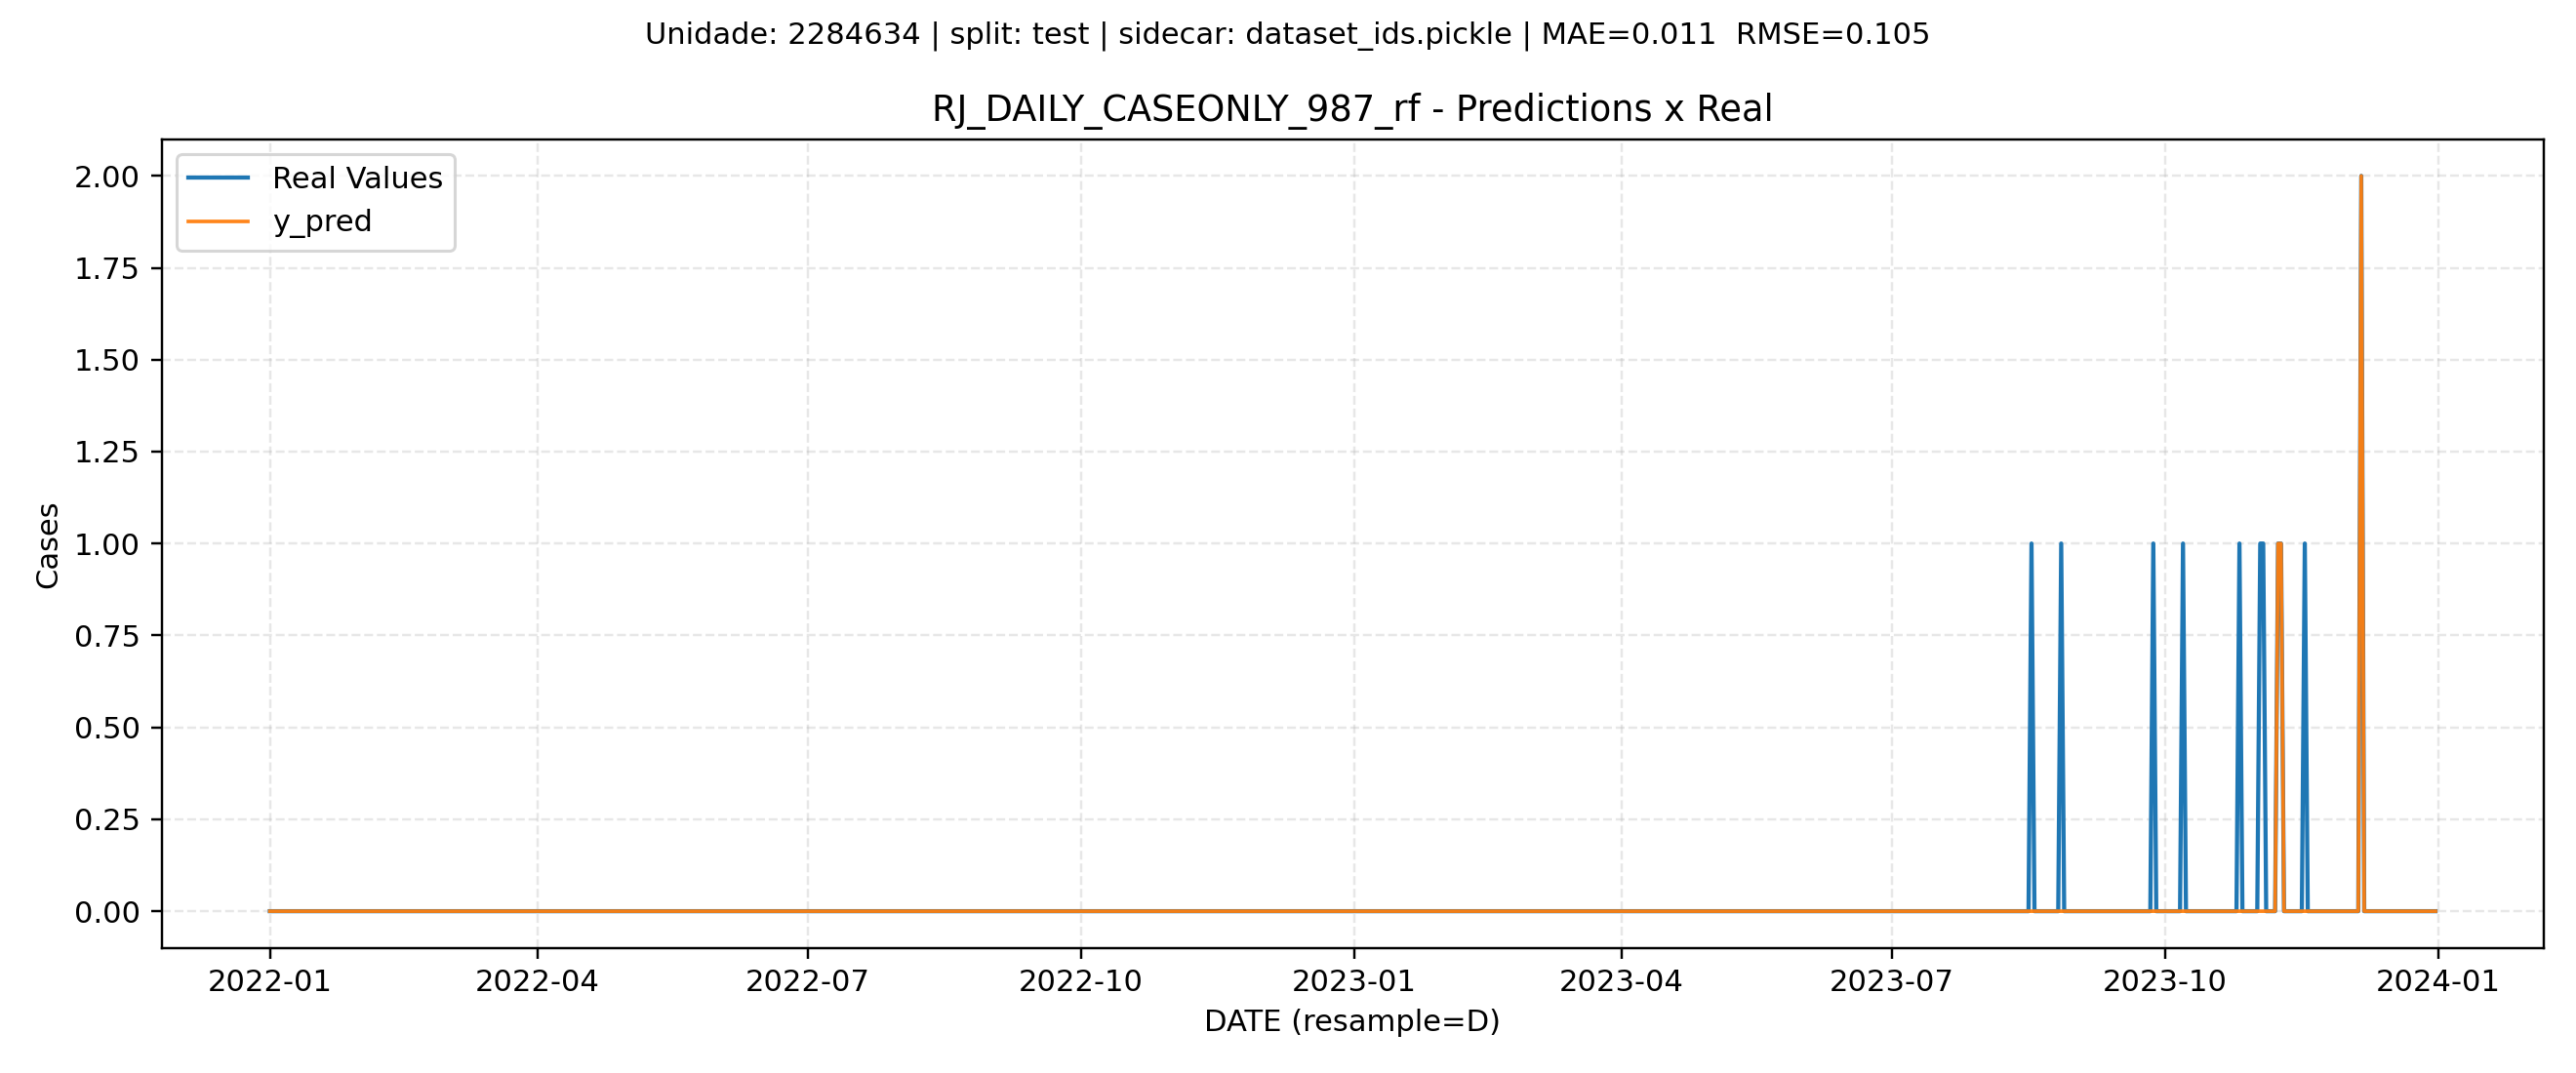 Unidade: 2284634 | split: test | sidecar: dataset_ids.pickle | MAE=0.011  RMSE=0.105
RJ_DAILY_CASEONLY_987_rf - Predictions x Real
Real Values
y_pred
2.00
1.75
1.50
1.25
1.00
0.75
0.50
0.25
0.00
Cases
2022-01 2022-04 2022-07 2022-10 2023-01 2023-04 2023-07 2023-10 2024-01
DATE (resample=D)